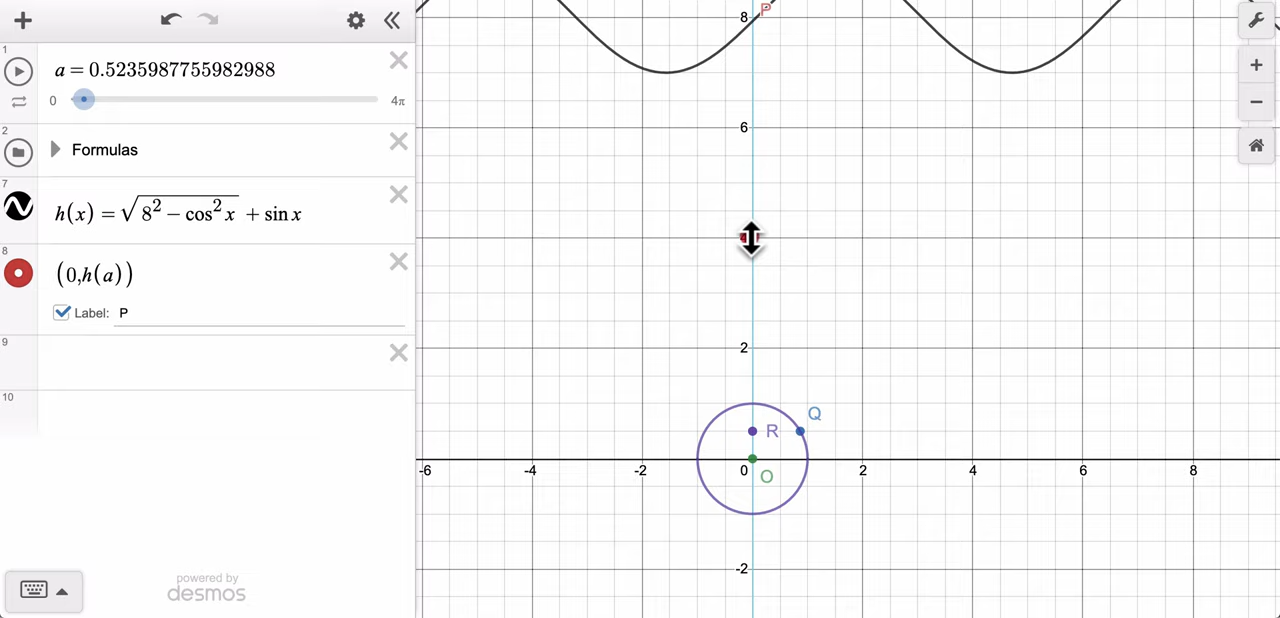 1
a = 0.5235987755982988
0 4π
2
Formulas
7
h(x) = √(8² − cos² x) + sin x
8
(0,h(a))
Label: P
9
10
powered by
desmos
P
8
6
2
Q
R
-6 -4 -2 0 2 4 6 8
O
-2